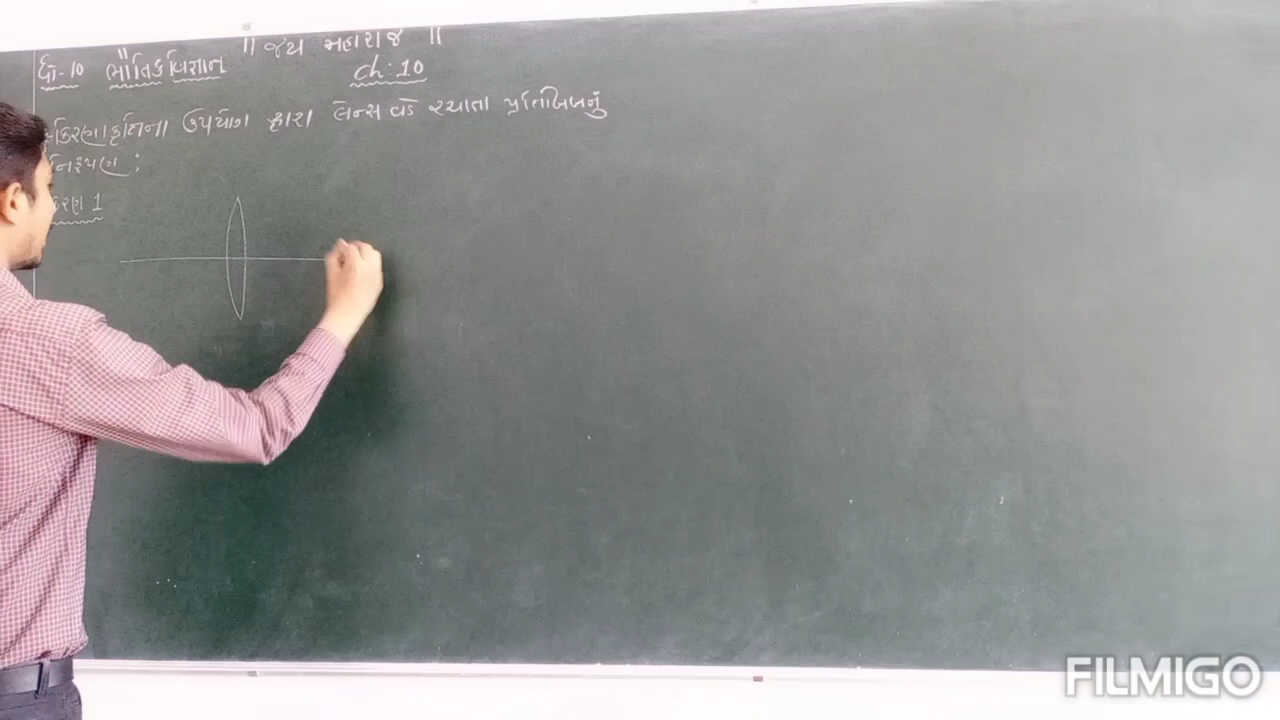 || જય મહારાજ ||
ધો-10 ભૌતિકવિજ્ઞાન ch:10
કિરણાકૃતિના ઉપયોગ દ્વારા લેન્સ વડે રચાતા પ્રતિબિંબનું
નિરૂપણ:
1
FILMIGO